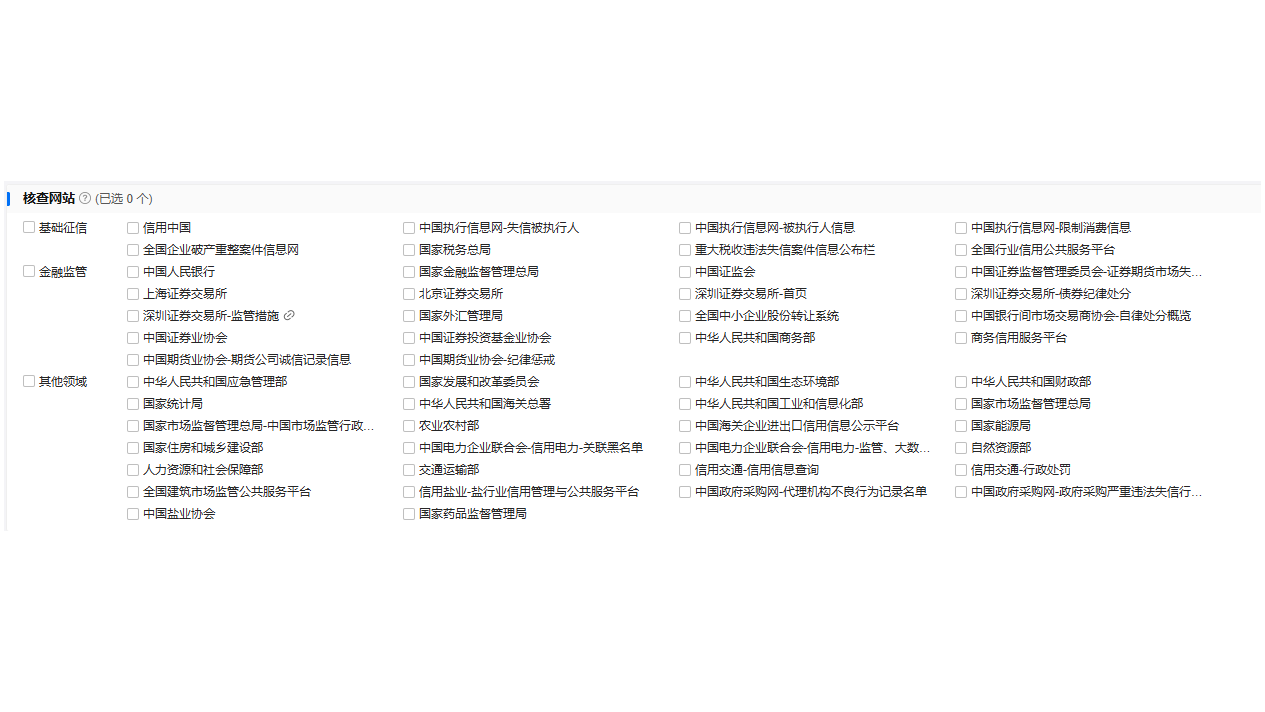 核查网站 (已选 0 个)
基础征信 信用中国 中国执行信息网-失信被执行人 中国执行信息网-被执行人信息 中国执行信息网-限制消费信息
全国企业破产重整案件信息网 国家税务总局 重大税收违法失信案件信息公布栏 全国行业信用公共服务平台
金融监管 中国人民银行 国家金融监督管理总局 中国证监会 中国证券监督管理委员会-证券期货市场失...
上海证券交易所 北京证券交易所 深圳证券交易所-首页 深圳证券交易所-债券纪律处分
深圳证券交易所-监管措施 国家外汇管理局 全国中小企业股份转让系统 中国银行间市场交易商协会-自律处分概览
中国证券业协会 中国证券投资基金业协会 中华人民共和国商务部 商务信用服务平台
中国期货业协会-期货公司诚信记录信息 中国期货业协会-纪律惩戒
其他领域 中华人民共和国应急管理部 国家发展和改革委员会 中华人民共和国生态环境部 中华人民共和国财政部
国家统计局 中华人民共和国海关总署 中华人民共和国工业和信息化部 国家市场监督管理总局
国家市场监督管理总局-中国市场监管行政... 农业农村部 中国海关企业进出口信用信息公示平台 国家能源局
国家住房和城乡建设部 中国电力企业联合会-信用电力-关联黑名单 中国电力企业联合会-信用电力-监管、大数... 自然资源部
人力资源和社会保障部 交通运输部 信用交通-信用信息查询 信用交通-行政处罚
全国建筑市场监管公共服务平台 信用盐业-盐行业信用管理与公共服务平台 中国政府采购网-代理机构不良行为记录名单 中国政府采购网-政府采购严重违法失信行...
中国盐业协会 国家药品监督管理局